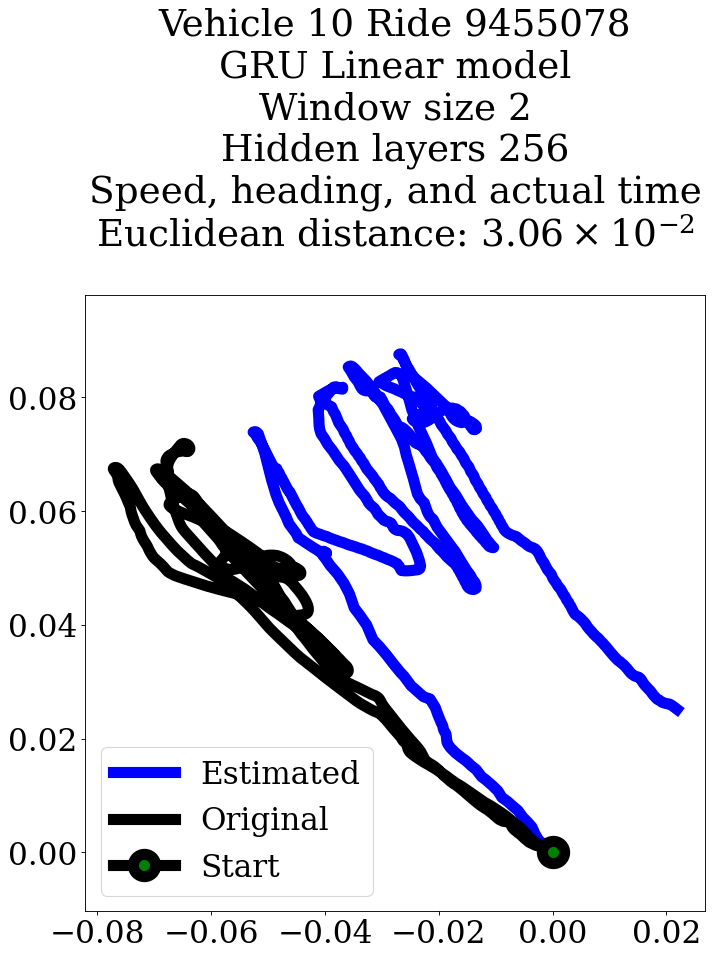 Vehicle 10 Ride 9455078
GRU Linear model
Window size 2
Hidden layers 256
Speed, heading, and actual time
Euclidean distance: 3.06 × 10⁻²
0.08
0.06
0.04
0.02
0.00
Estimated
Original
Start
−0.08 −0.06 −0.04 −0.02 0.00 0.02